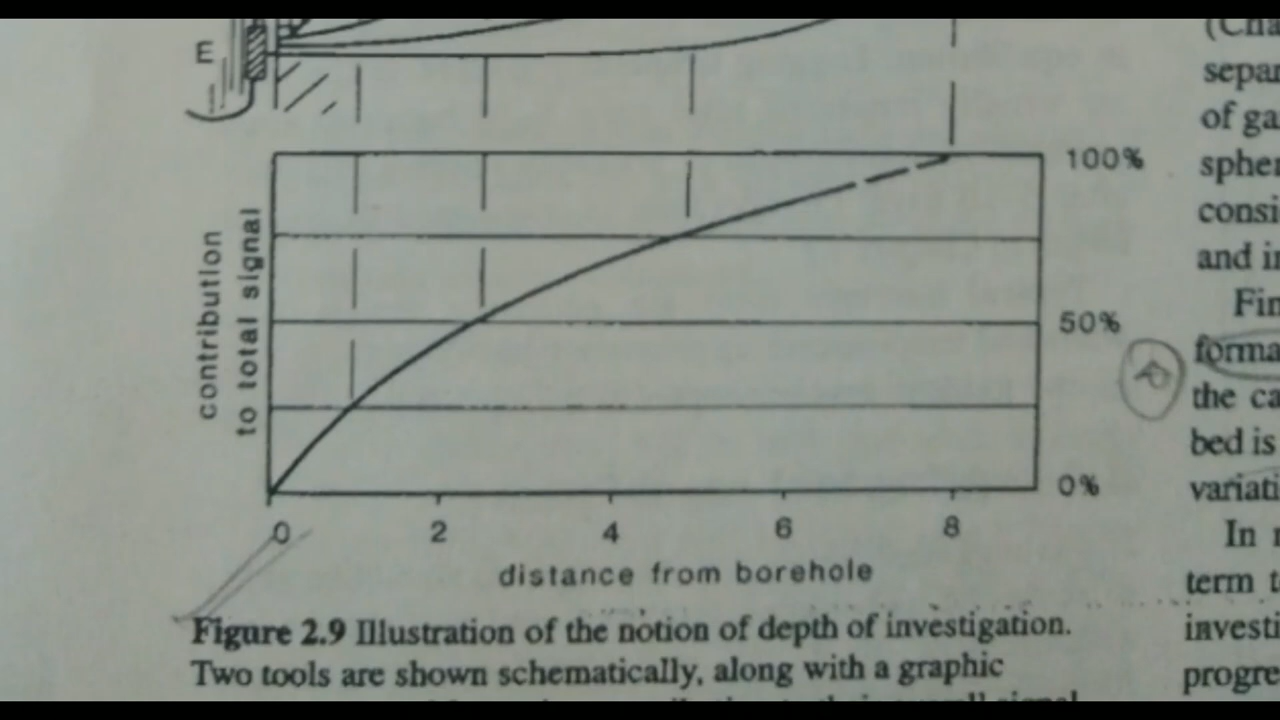 E
100%
50%
0%
contribution
to total signal
0 2 4 6 8
distance from borehole
Figure 2.9 Illustration of the notion of depth of investigation.
Two tools are shown schematically, along with a graphic
separ
of ga
spher
consi
and in
Fin
forma
the ca
bed is
variati
In
term t
investi
progre